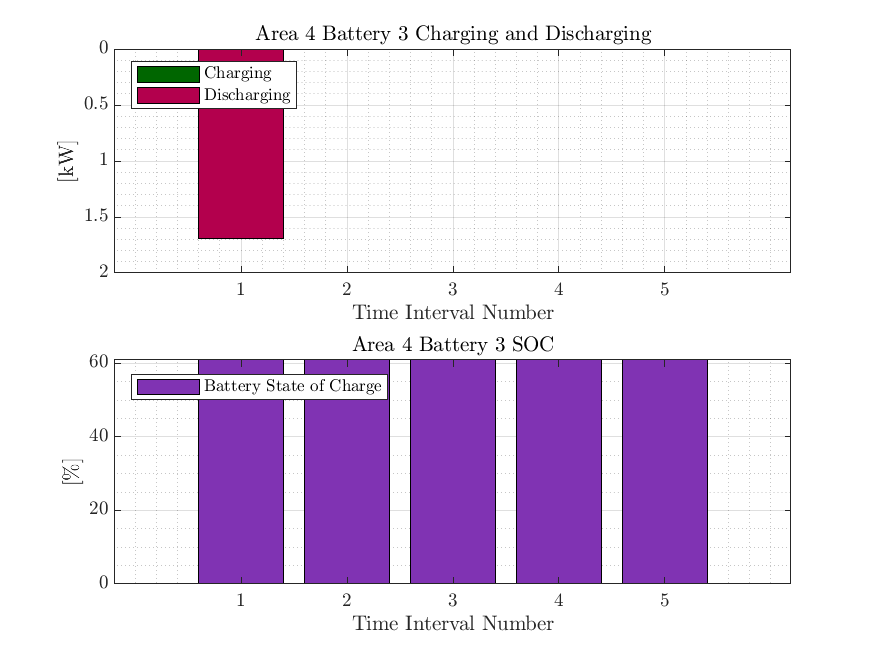 Area 4 Battery 3 Charging and Discharging
0
0.5
1
1.5
2
[kW]
Charging
Discharging
1 2 3 4 5
Time Interval Number
Area 4 Battery 3 SOC
60
40
20
0
[%]
Battery State of Charge
1 2 3 4 5
Time Interval Number